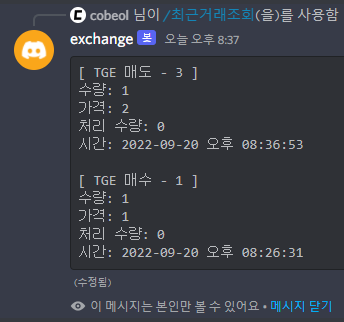 cobeol 님이 /최근거래조회(을)를 사용함
exchange 봇 오늘 오후 8:37
[ TGE 매도 - 3 ]
수량: 1
가격: 2
처리 수량: 0
시간: 2022-09-20 오후 08:36:53
[ TGE 매수 - 1 ]
수량: 1
가격: 1
처리 수량: 0
시간: 2022-09-20 오후 08:26:31
(수정됨)
이 메시지는 본인만 볼 수 있어요 • 메시지 닫기